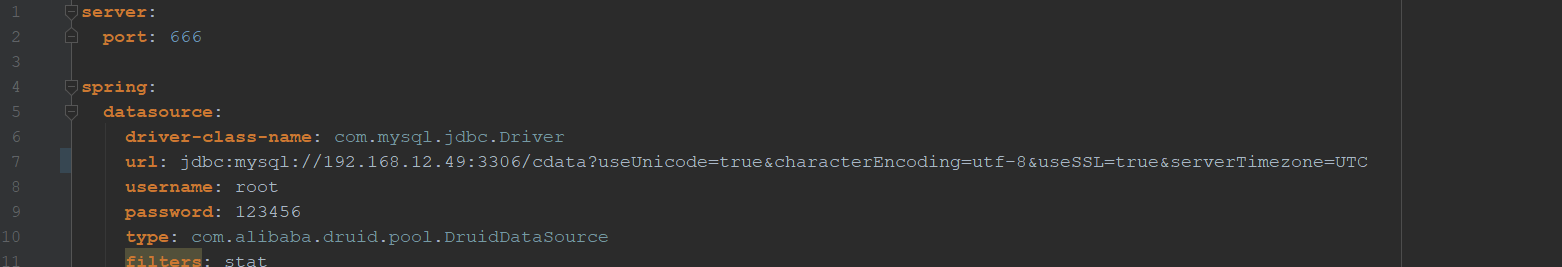 1 server:
2 port: 666
3
4 spring:
5 datasource:
6 driver-class-name: com.mysql.jdbc.Driver
7 url: jdbc:mysql://192.168.12.49:3306/cdata?useUnicode=true&characterEncoding=utf-8&useSSL=true&serverTimezone=UTC
8 username: root
9 password: 123456
10 type: com.alibaba.druid.pool.DruidDataSource
11 filters: stat